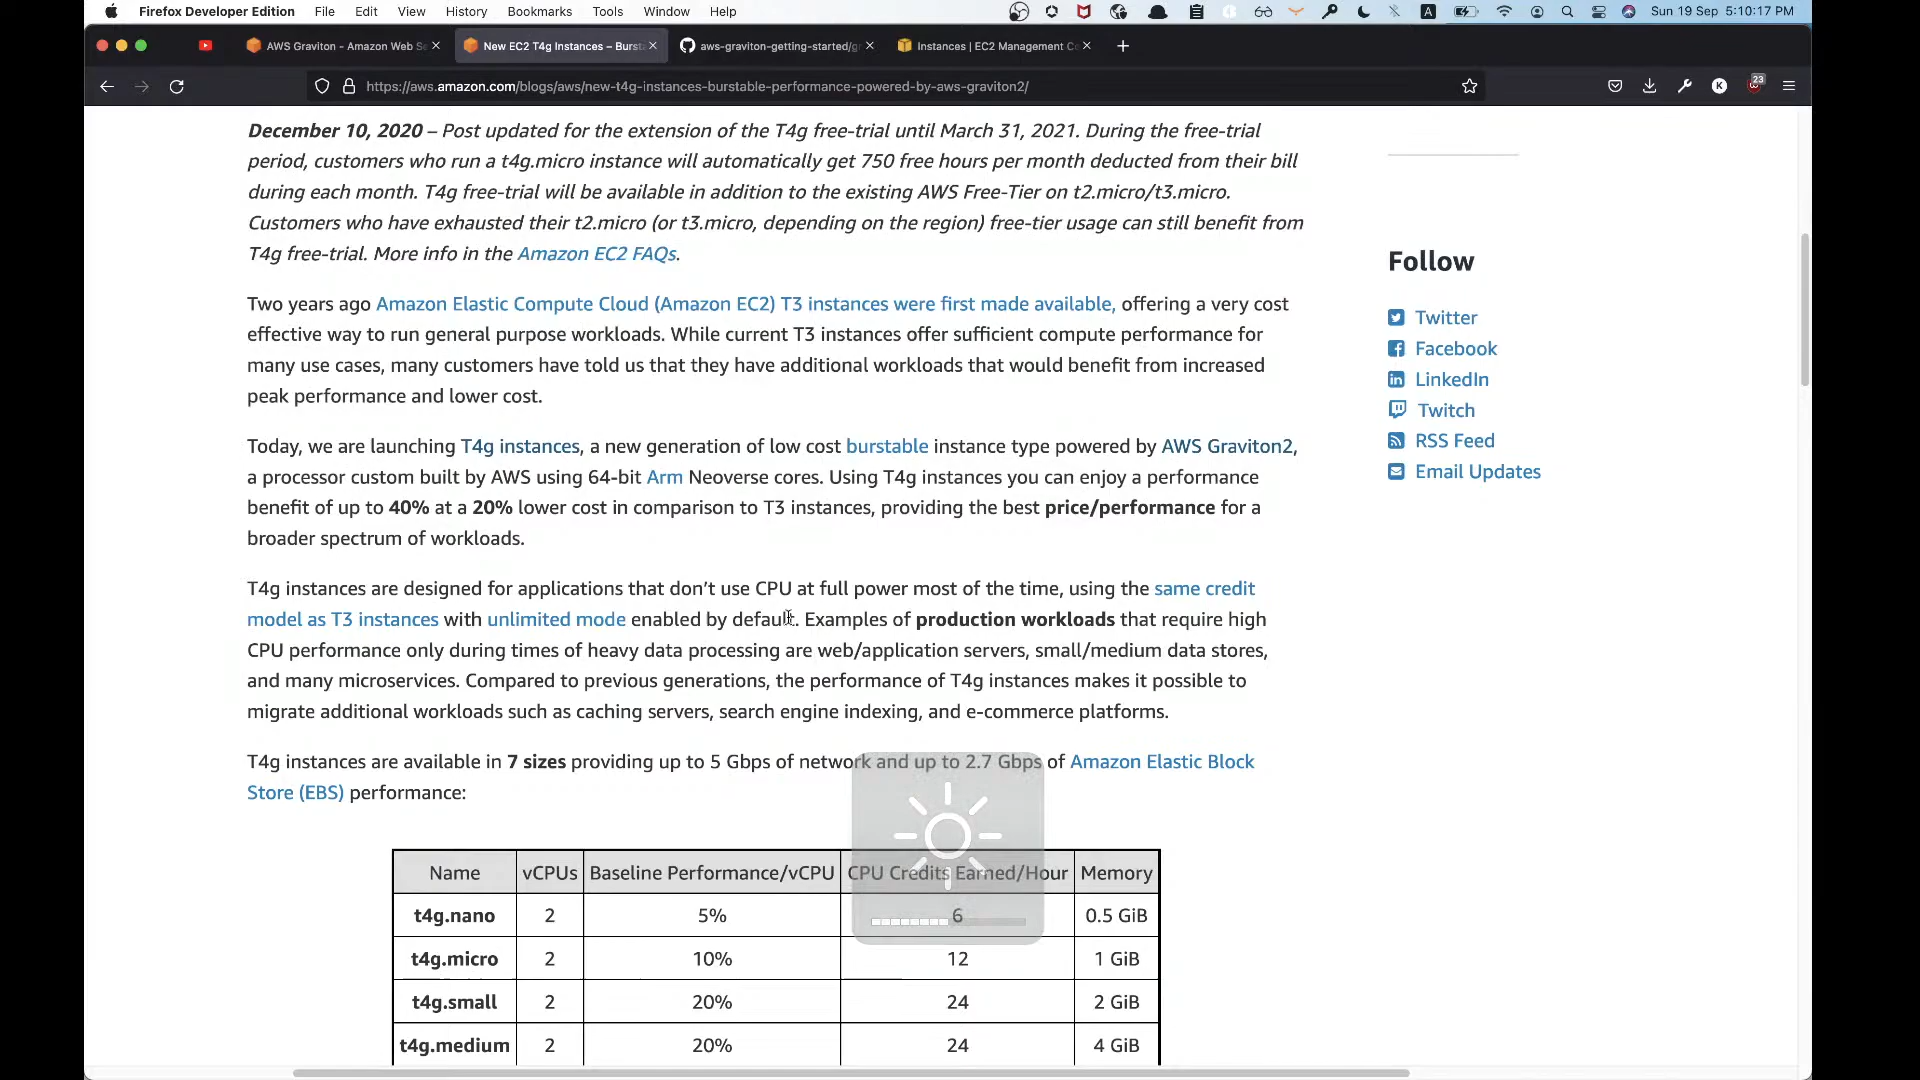 Firefox Developer Edition File Edit View History Bookmarks Tools Window Help A Sun 19 Sep 5:10:17 PM
AWS Graviton - Amazon Web Se New EC2 T4g Instances – Burst aws-graviton-getting-started/g Instances | EC2 Management Co
https://aws.amazon.com/blogs/aws/new-t4g-instances-burstable-performance-powered-by-aws-graviton2/ K 23
December 10, 2020 – Post updated for the extension of the T4g free-trial until March 31, 2021. During the free-trial
period, customers who run a t4g.micro instance will automatically get 750 free hours per month deducted from their bill
during each month. T4g free-trial will be available in addition to the existing AWS Free-Tier on t2.micro/t3.micro.
Customers who have exhausted their t2.micro (or t3.micro, depending on the region) free-tier usage can still benefit from
T4g free-trial. More info in the Amazon EC2 FAQs.
Two years ago Amazon Elastic Compute Cloud (Amazon EC2) T3 instances were first made available, offering a very cost
effective way to run general purpose workloads. While current T3 instances offer sufficient compute performance for
many use cases, many customers have told us that they have additional workloads that would benefit from increased
peak performance and lower cost.
Today, we are launching T4g instances, a new generation of low cost burstable instance type powered by AWS Graviton2,
a processor custom built by AWS using 64-bit Arm Neoverse cores. Using T4g instances you can enjoy a performance
benefit of up to 40% at a 20% lower cost in comparison to T3 instances, providing the best price/performance for a
broader spectrum of workloads.
T4g instances are designed for applications that don’t use CPU at full power most of the time, using the same credit
model as T3 instances with unlimited mode enabled by default. Examples of production workloads that require high
CPU performance only during times of heavy data processing are web/application servers, small/medium data stores,
and many microservices. Compared to previous generations, the performance of T4g instances makes it possible to
migrate additional workloads such as caching servers, search engine indexing, and e-commerce platforms.
T4g instances are available in 7 sizes providing up to 5 Gbps of network and up to 2.7 Gbps of Amazon Elastic Block
Store (EBS) performance:
Name vCPUs Baseline Performance/vCPU CPU Credits Earned/Hour Memory
t4g.nano 2 5% 6 0.5 GiB
t4g.micro 2 10% 12 1 GiB
t4g.small 2 20% 24 2 GiB
t4g.medium 2 20% 24 4 GiB
Follow
Twitter
Facebook
LinkedIn
Twitch
RSS Feed
Email Updates